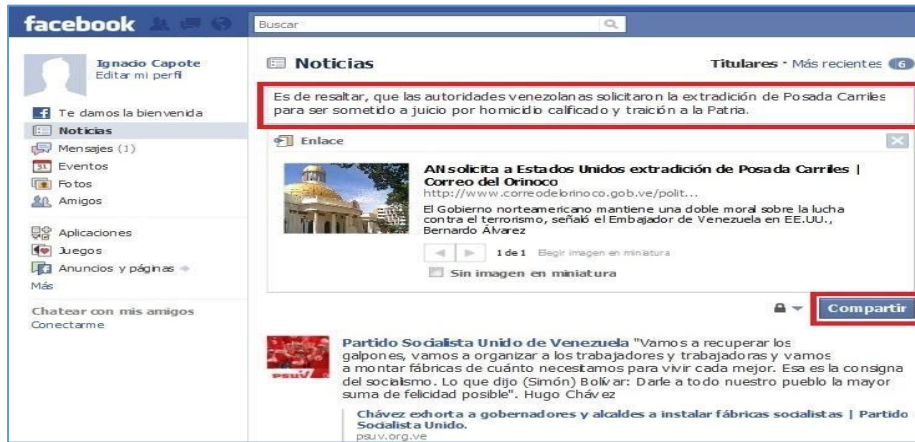 facebook
Buscar
Ignacio Capote
Editar mi perfil
Te damos la bienvenida
Noticias
Mensajes (1)
Eventos
Fotos
Amigos
Aplicaciones
Juegos
Anuncios y páginas
Más
Chatear con mis amigos
Conectarme
Noticias
Titulares · Más recientes 6
Es de resaltar, que las autoridades venezolanas solicitaron la extradición de Posada Carriles
para ser sometido a juicio por homicidio calificado y traición a la Patria.
Enlace
AN solicita a Estados Unidos extradición de Posada Carriles |
Correo del Orinoco
http://www.correodelorinoco.gob.ve/polit...
El Gobierno norteamericano mantiene una doble moral sobre la lucha
contra el terrorismo, señaló el Embajador de Venezuela en EE.UU.,
Bernardo Álvarez
1 de 1 Elegir imagen en miniatura
Sin imagen en miniatura
Compartir
PSUV
Partido Socialista Unido de Venezuela "Vamos a recuperar los
galpones, vamos a organizar a los trabajadores y trabajadoras y vamos
a montar fábricas de cuánto necesitamos para vivir cada mejor. Esa es la consigna
del socialismo. Lo que dijo (Simón) Bolívar: Darle a todo nuestro pueblo la mayor
suma de felicidad posible". Hugo Chávez
Chávez exhorta a gobernadores y alcaldes a instalar fábricas socialistas | Partido
Socialista Unido.
psuv.org.ve